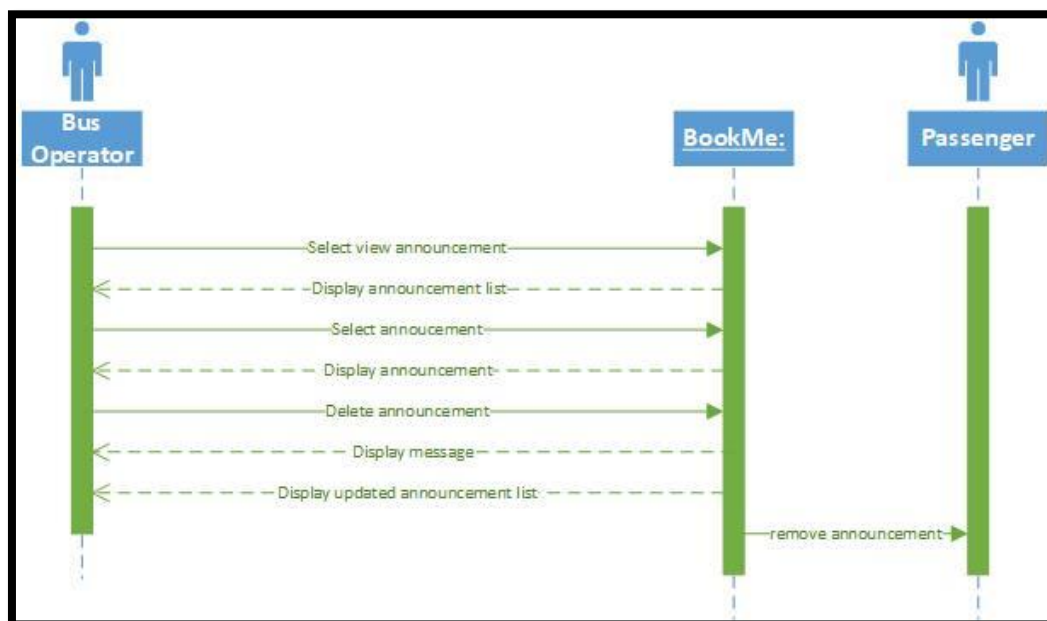 Bus
Operator
BookMe:
Passenger
Select view announcement
Display announcement list
Select annoucement
Display announcement
Delete announcement
Display message
Display updated announcement list
remove announcement